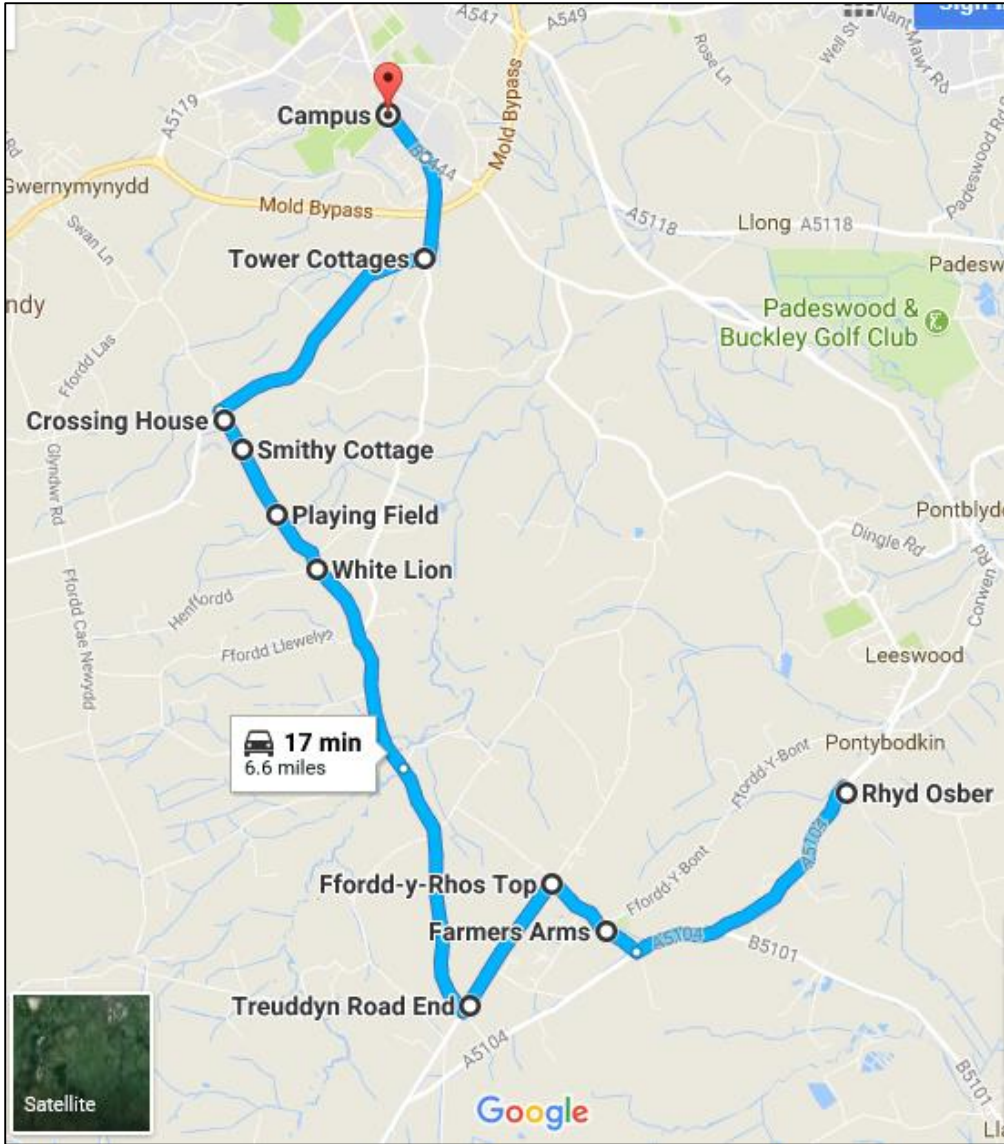 A547
A549
Sign
Nant Mawr Rd
Well St
Rose Ln
A5119
Campus
B5444
Mold Bypass
Padeswood Rd
Rd
Gwernymynydd
Mold Bypass
Swan Ln
A5118
Llong
A5118
Tower Cottages
Padesw
ndy
Padeswood &
Buckley Golf Club
Ffordd Las
Crossing House
Smithy Cottage
Glyndwr Rd
Playing Field
Pontblydd
Dingle Rd
White Lion
Corwen Rd
Henffordd
Ffordd Cae Newydd
Ffordd Llewelyn
Leeswood
17 min
6.6 miles
Pontybodkin
Ffordd-Y-Bont
Rhyd Osber
A5104
Ffordd-y-Rhos Top
Ffordd-Y-Bont
Farmers Arms
A5104
B5101
Treuddyn Road End
A5104
B5101
Satellite
Google
Ll